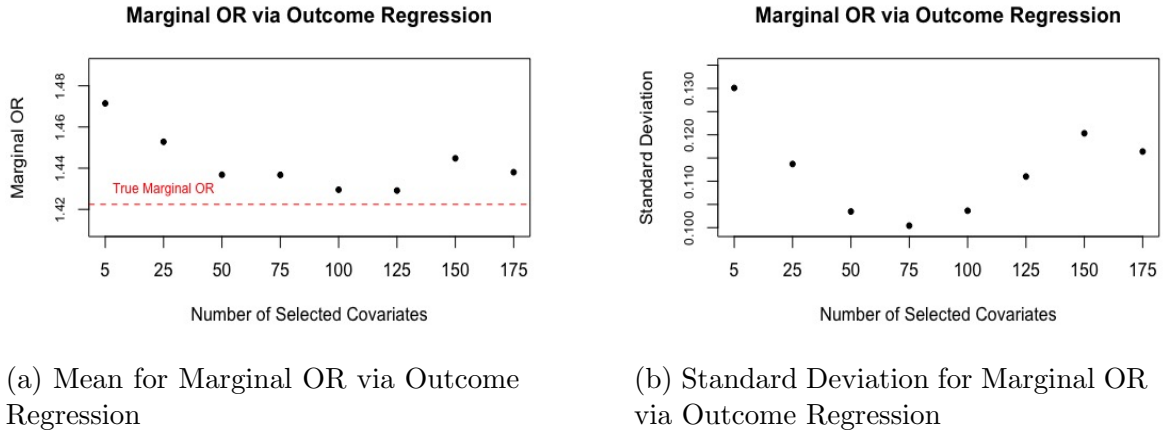 Marginal OR via Outcome Regression
Marginal OR
1.48
1.46
1.44
1.42
True Marginal OR
5 25 50 75 100 125 150 175
Number of Selected Covariates
Marginal OR via Outcome Regression
Standard Deviation
0.130
0.120
0.110
0.100
5 25 50 75 100 125 150 175
Number of Selected Covariates
(a) Mean for Marginal OR via Outcome
Regression
(b) Standard Deviation for Marginal OR
via Outcome Regression